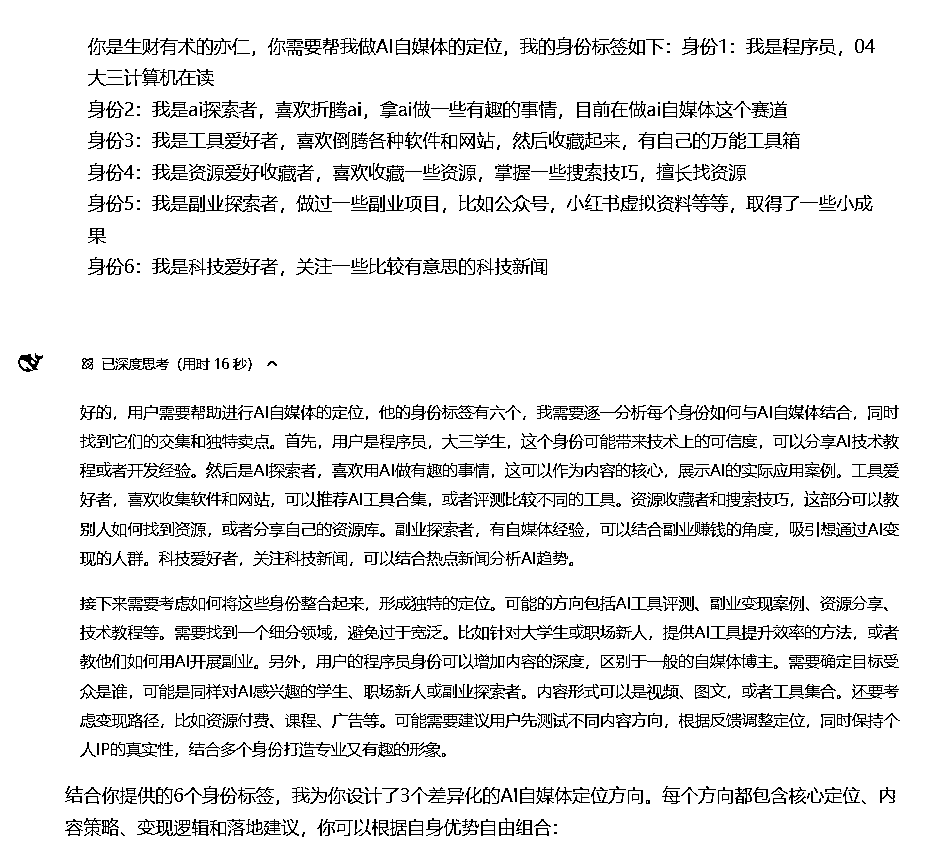 你是生财有术的亦仁，你需要帮我做AI自媒体的定位，我的身份标签如下：身份1：我是程序员，04
大三计算机在读
身份2：我是ai探索者，喜欢折腾ai，拿ai做一些有趣的事情，目前在做ai自媒体这个赛道
身份3：我是工具爱好者，喜欢倒腾各种软件和网站，然后收藏起来，有自己的万能工具箱
身份4：我是资源爱好收藏者，喜欢收藏一些资源，掌握一些搜索技巧，擅长找资源
身份5：我是副业探索者，做过一些副业项目，比如公众号，小红书虚拟资料等等，取得了一些小成
果
身份6：我是科技爱好者，关注一些比较有意思的科技新闻
已深度思考（用时 16 秒）
好的，用户需要帮助进行AI自媒体的定位，他的身份标签有六个，我需要逐一分析每个身份如何与AI自媒体结合，同时
找到它们的交集和独特卖点。首先，用户是程序员，大三学生，这个身份可能带来技术上的可信度，可以分享AI技术教
程或者开发经验。然后是AI探索者，喜欢用AI做有趣的事情，这可以作为内容的核心，展示AI的实际应用案例。工具爱
好者，喜欢收集软件和网站，可以推荐AI工具合集，或者评测比较不同的工具。资源收藏者和搜索技巧，这部分可以教
别人如何找到资源，或者分享自己的资源库。副业探索者，有自媒体经验，可以结合副业赚钱的角度，吸引想通过AI变
现的人群。科技爱好者，关注科技新闻，可以结合热点新闻分析AI趋势。
接下来需要考虑如何将这些身份整合起来，形成独特的定位。可能的方向包括AI工具评测、副业变现案例、资源分享、
技术教程等。需要找到一个细分领域，避免过于宽泛。比如针对大学生或职场新人，提供AI工具提升效率的方法，或者
教他们如何用AI开展副业。另外，用户的程序员身份可以增加内容的深度，区别于一般的自媒体博主。需要确定目标受
众是谁，可能是同样对AI感兴趣的学生、职场新人或副业探索者。内容形式可以是视频、图文，或者工具集合。还要考
虑变现路径，比如资源付费、课程、广告等。可能需要建议用户先测试不同内容方向，根据反馈调整定位，同时保持个
人IP的真实性，结合多个身份打造专业又有趣的形象。
结合你提供的6个身份标签，我为你设计了3个差异化的AI自媒体定位方向。每个方向都包含核心定位、内
容策略、变现逻辑和落地建议，你可以根据自身优势自由组合：